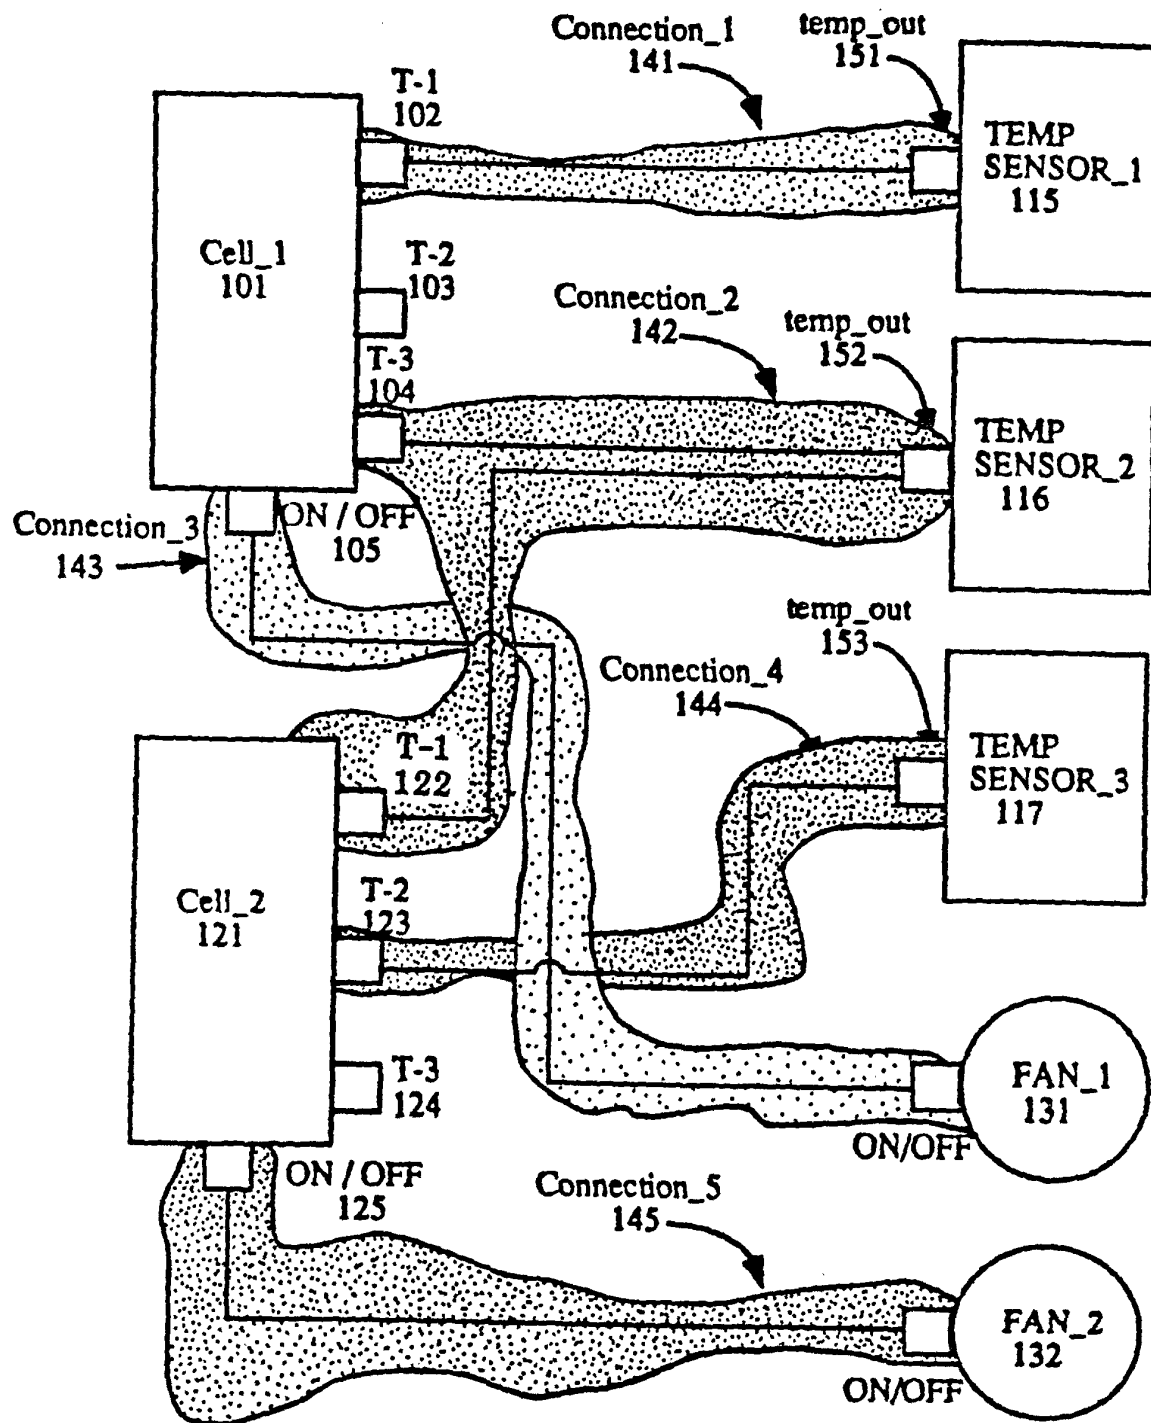 Connection_1
141
temp_out
151
T-1
102
TEMP
SENSOR_1
115
Cell_1
101
T-2
103
Connection_2
142
temp_out
152
T-3
104
TEMP
SENSOR_2
116
Connection_3
143
ON / OFF
105
temp_out
153
Connection_4
144
T-1
122
TEMP
SENSOR_3
117
Cell_2
121
T-2
123
T-3
124
FAN_1
131
ON/OFF
ON / OFF
125
Connection_5
145
FAN_2
132
ON/OFF